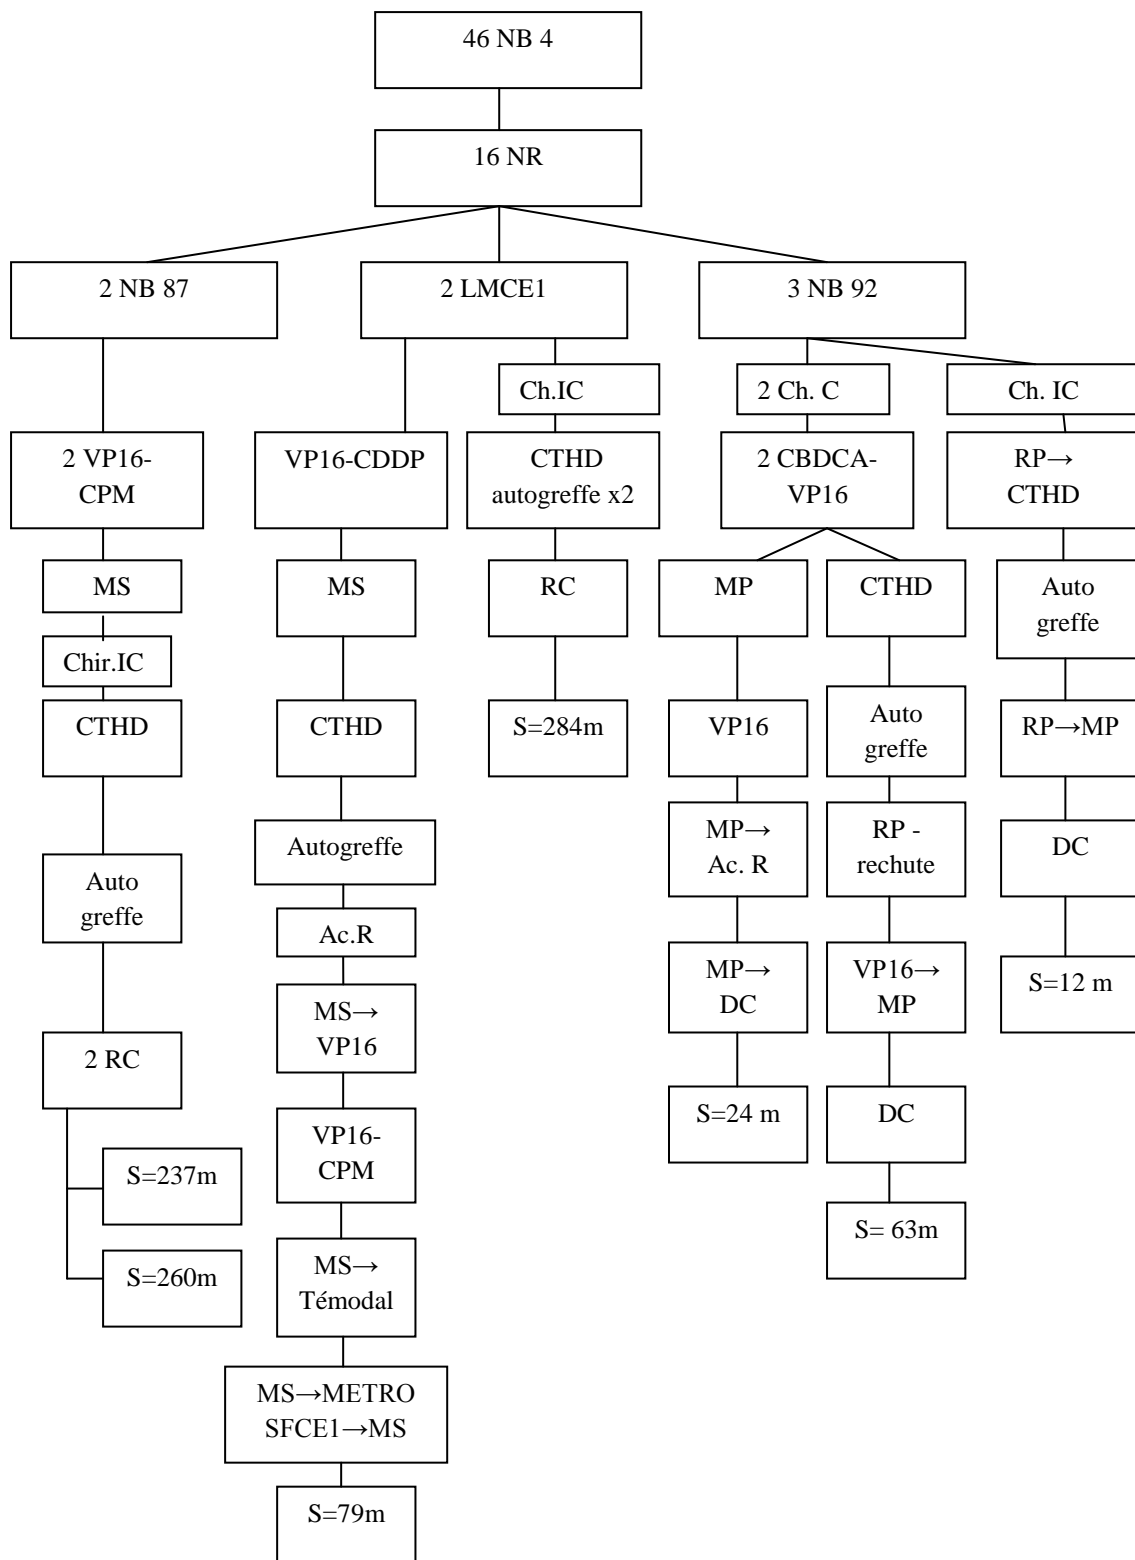 46 NB 4
16 NR
2 NB 87
2 LMCE1
3 NB 92
Ch.IC
2 Ch. C
Ch. IC
2 VP16-
CPM
VP16-CDDP
CTHD
autogreffe x2
2 CBDCA-
VP16
RP→
CTHD
MS
MS
RC
MP
CTHD
Auto
greffe
Chir.IC
CTHD
CTHD
S=284m
VP16
Auto
greffe
RP→MP
Autogreffe
MP→
Ac. R
RP -
rechute
DC
Auto
greffe
Ac.R
MP→
DC
VP16→
MP
S=12 m
MS→
VP16
2 RC
S=24 m
DC
VP16-
CPM
S=237m
S= 63m
MS→
Témodal
S=260m
MS→METRO
SFCE1→MS
S=79m